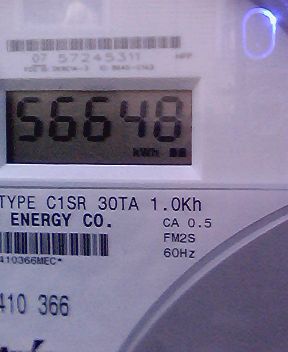 07 57245311
56648
KWH
TYPE C1SR 30TA 1.0Kh
ENERGY CO.
CA 0.5
FM2S
60Hz
410366MEC*
410 366